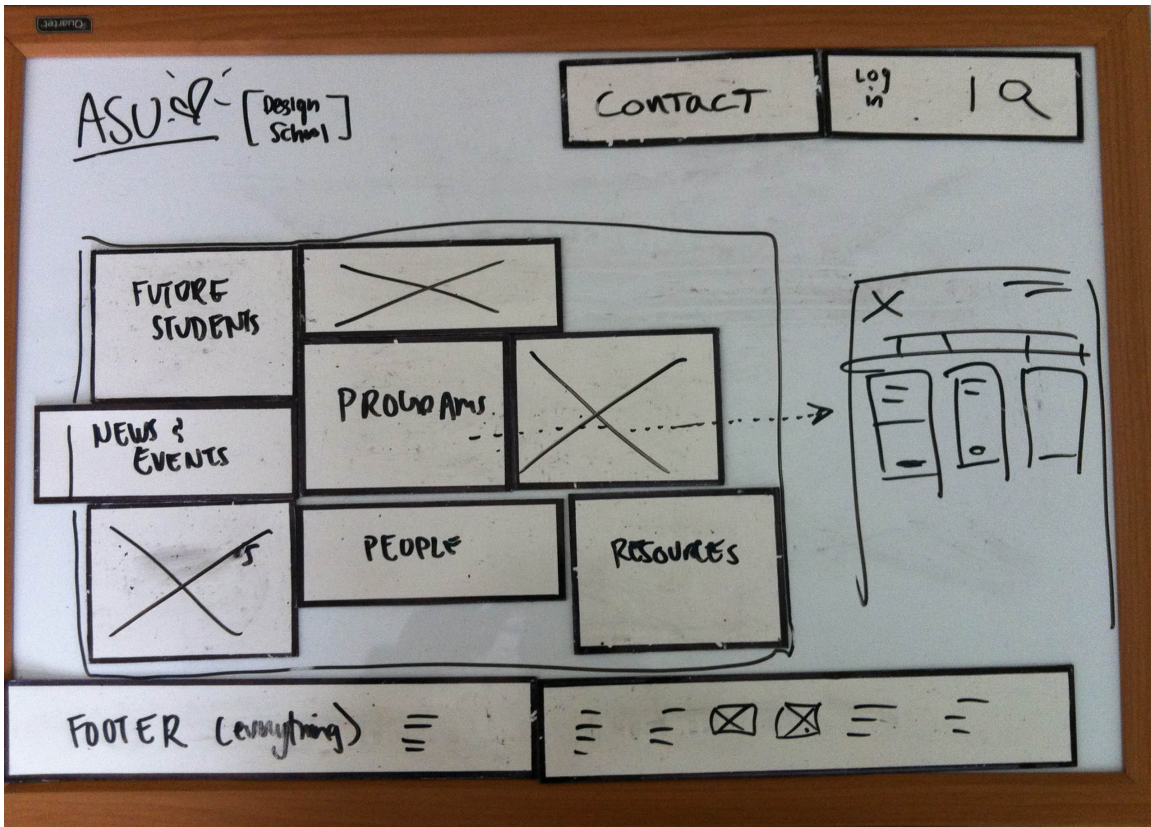 Quartet
ASU
[Design
School]
CONTACT
Log
in
FUTURE
STUDENTS
PROGRAMS
NEWS &
EVENTS
PEOPLE
RESOURCES
FOOTER (everything)